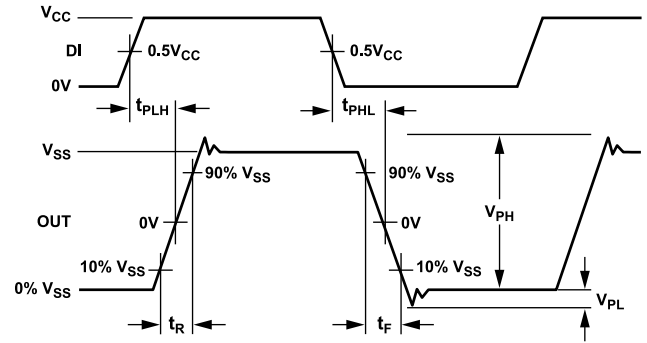 VCC
DI
0.5VCC
0.5VCC
0V
tPLH
tPHL
VSS
90% VSS
90% VSS
VPH
OUT
0V
0V
10% VSS
10% VSS
0% VSS
VPL
tR
tF